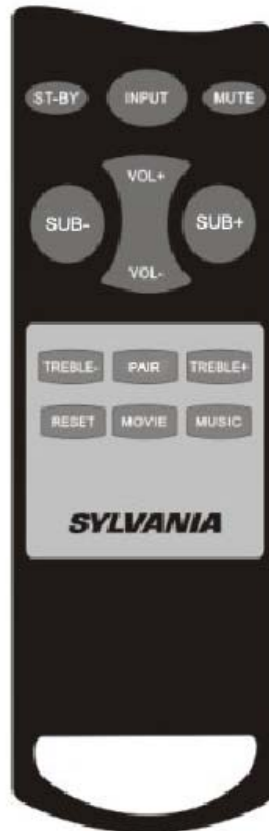 ST-BY INPUT MUTE
VOL+
SUB- SUB+
VOL-
TREBLE- PAIR TREBLE+
RESET MOVIE MUSIC
SYLVANIA